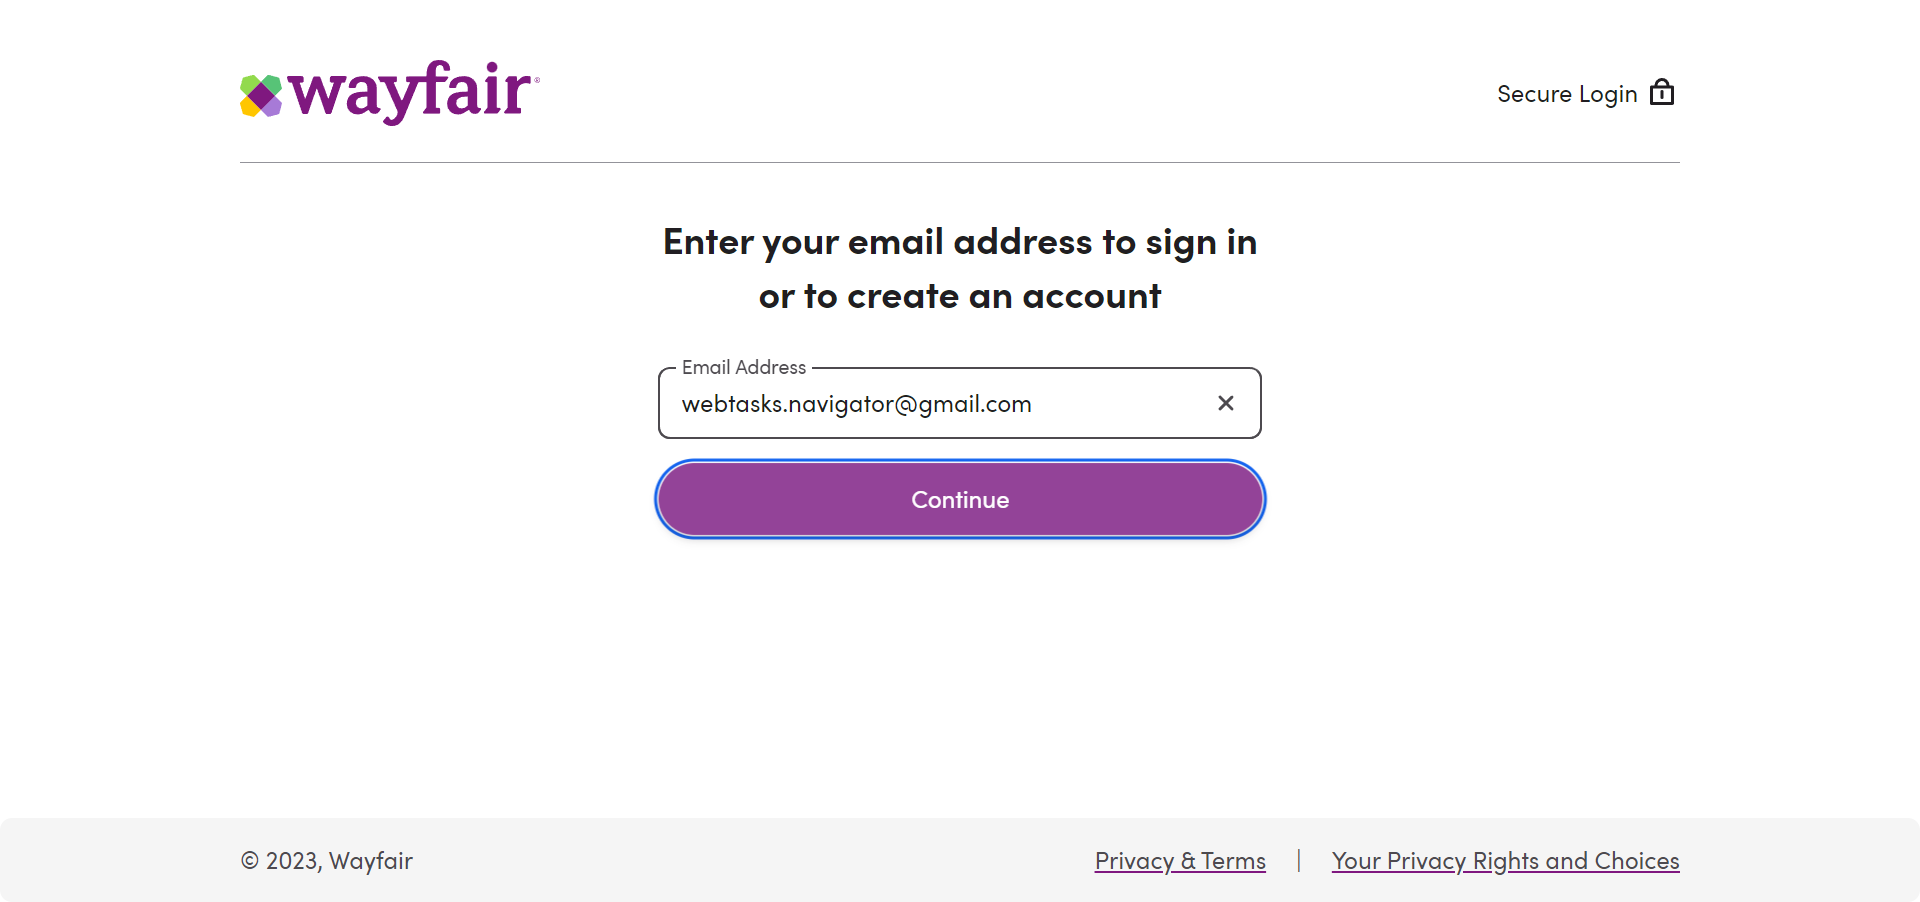 wayfair®
Secure Login
Enter your email address to sign in
or to create an account
Email Address
webtasks.navigator@gmail.com
Continue
© 2023, Wayfair
Privacy & Terms | Your Privacy Rights and Choices